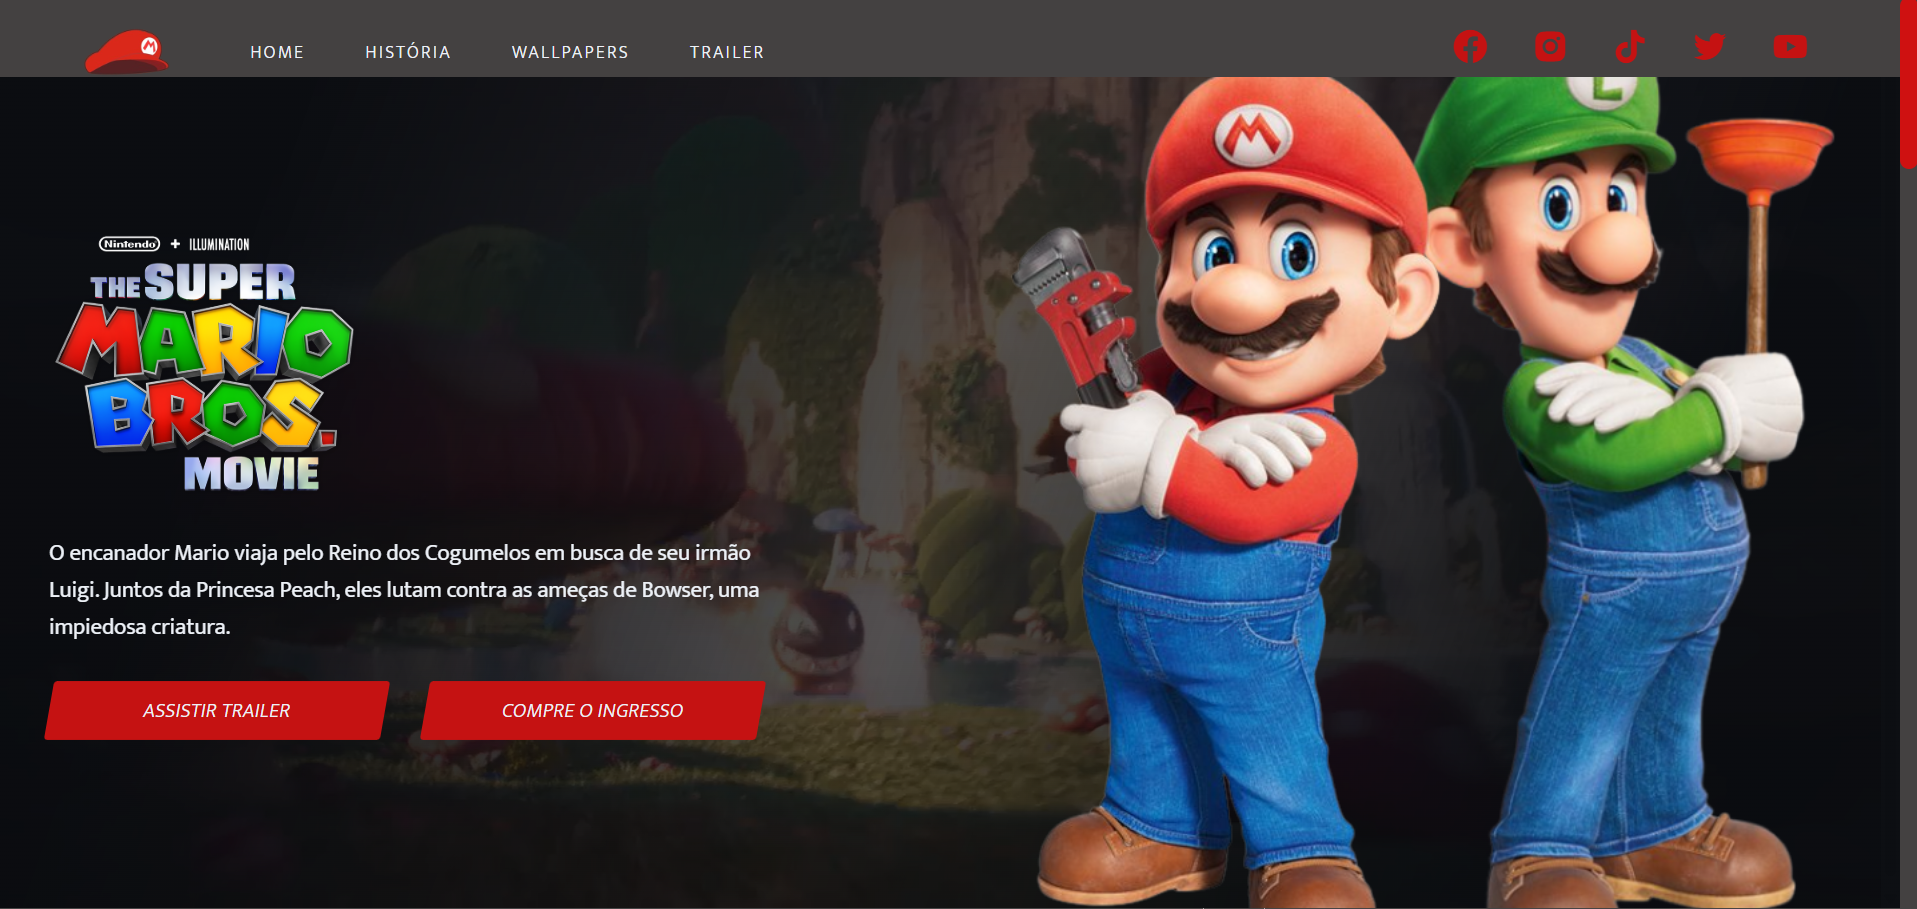 HOME
HISTÓRIA
WALLPAPERS
TRAILER
M
L
M
Nintendo + ILLUMINATION
THE SUPER
MARIO
BROS.
MOVIE
O encanador Mario viaja pelo Reino dos Cogumelos em busca de seu irmão
Luigi. Juntos da Princesa Peach, eles lutam contra as ameças de Bowser, uma
impiedosa criatura.
ASSISTIR TRAILER
COMPRE O INGRESSO